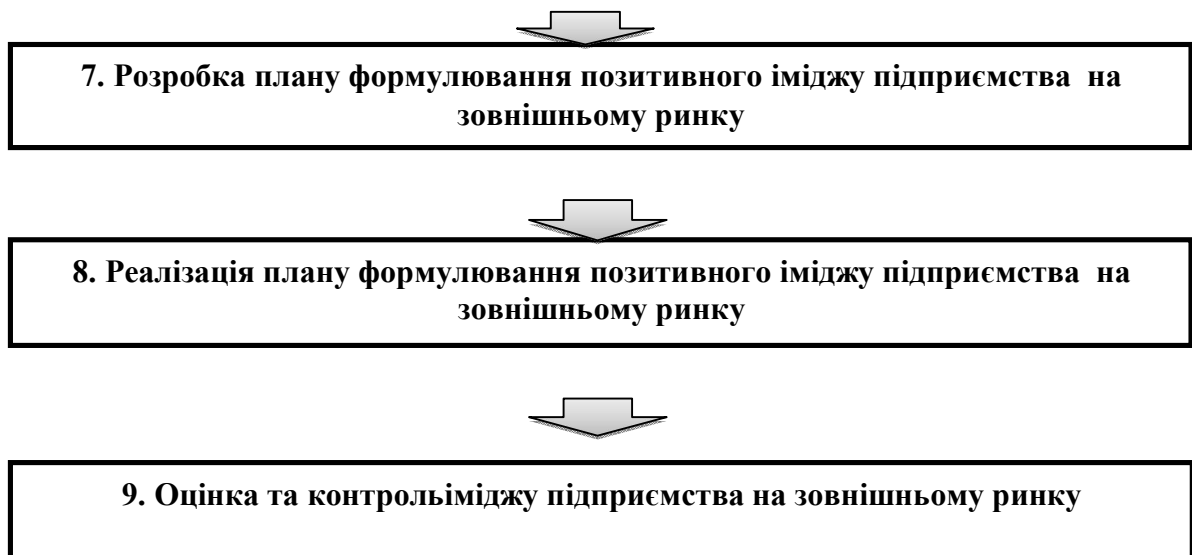 7. Розробка плану формулювання позитивного іміджу підприємства на
зовнішньому ринку
8. Реалізація плану формулювання позитивного іміджу підприємства на
зовнішньому ринку
9. Оцінка та контрольіміджу підприємства на зовнішньому ринку